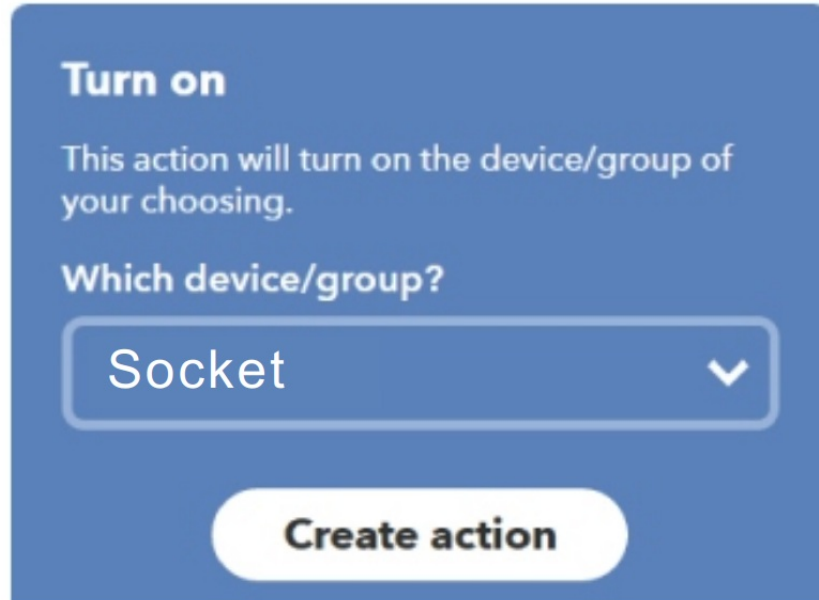 Turn on
This action will turn on the device/group of
your choosing.
Which device/group?
Socket
Create action